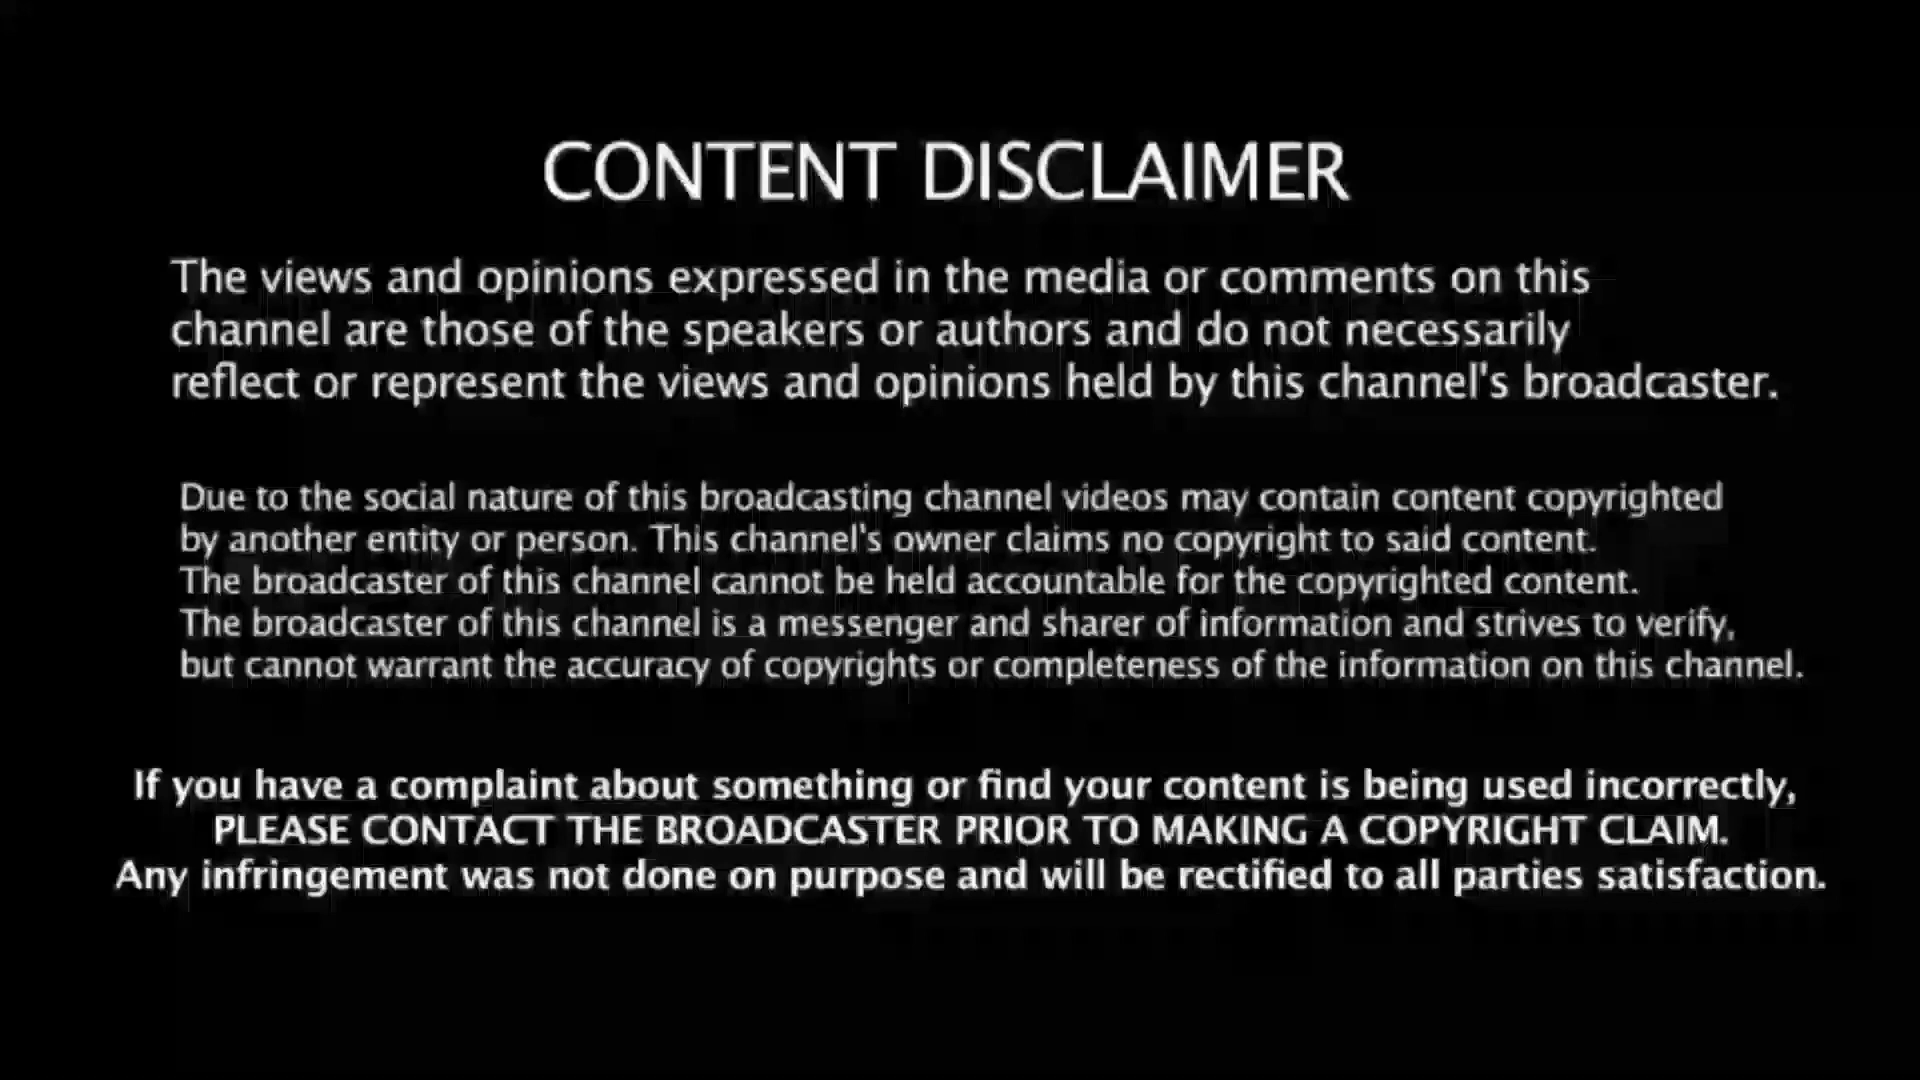 CONTENT DISCLAIMER
The views and opinions expressed in the media or comments on this
channel are those of the speakers or authors and do not necessarily
reflect or represent the views and opinions held by this channel's broadcaster.
Due to the social nature of this broadcasting channel videos may contain content copyrighted
by another entity or person. This channel's owner claims no copyright to said content.
The broadcaster of this channel cannot be held accountable for the copyrighted content.
The broadcaster of this channel is a messenger and sharer of information and strives to verify,
but cannot warrant the accuracy of copyrights or completeness of the information on this channel.
If you have a complaint about something or find your content is being used incorrectly,
PLEASE CONTACT THE BROADCASTER PRIOR TO MAKING A COPYRIGHT CLAIM.
Any infringement was not done on purpose and will be rectified to all parties satisfaction.